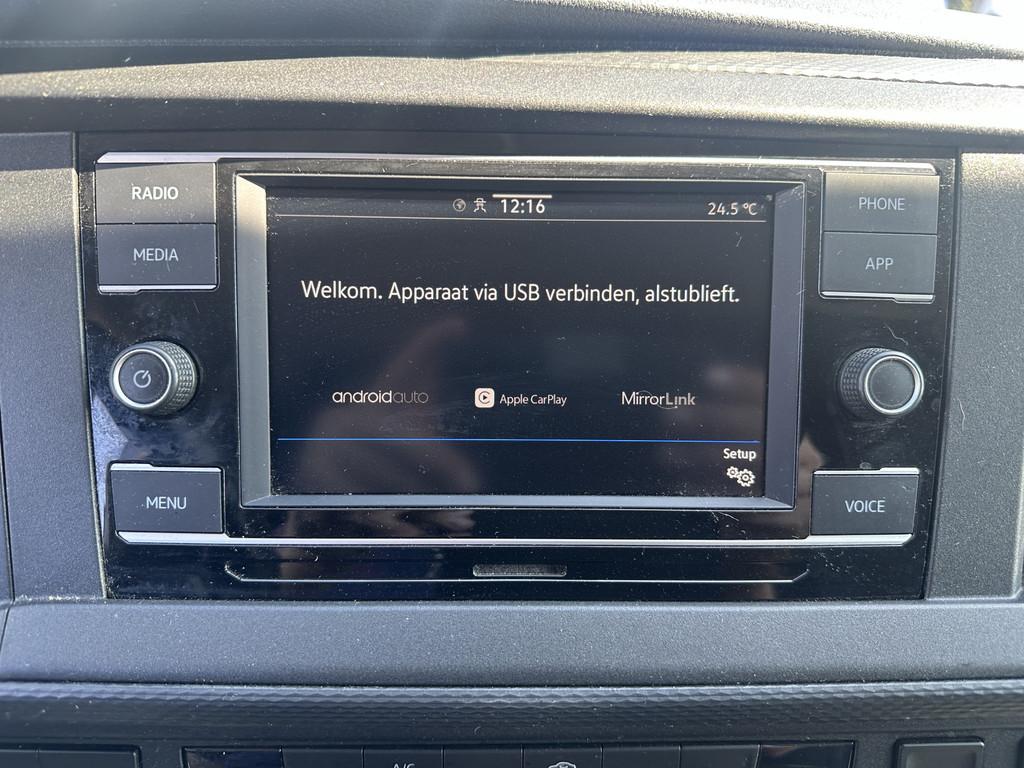 RADIO
MEDIA
MENU
12:16
24.5 °C
Welkom. Apparaat via USB verbinden, alstublieft.
androidauto
Apple CarPlay
MirrorLink
Setup
PHONE
APP
VOICE
A/C